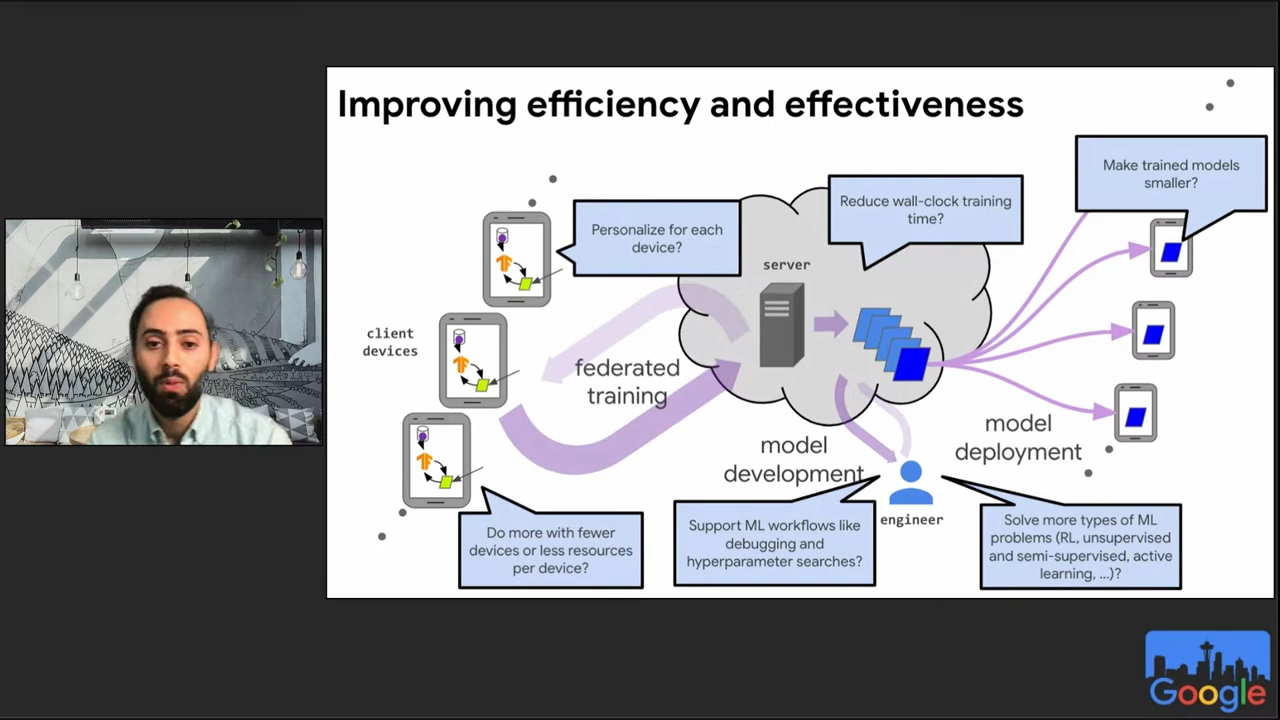 Improving efficiency and effectiveness
Make trained models
smaller?
Reduce wall-clock training
time?
Personalize for each
device?
server
client
devices
federated
training
model
development
model
deployment
engineer
Do more with fewer
devices or less resources
per device?
Support ML workflows like
debugging and
hyperparameter searches?
Solve more types of ML
problems (RL, unsupervised
and semi-supervised, active
learning, ...)?
Google